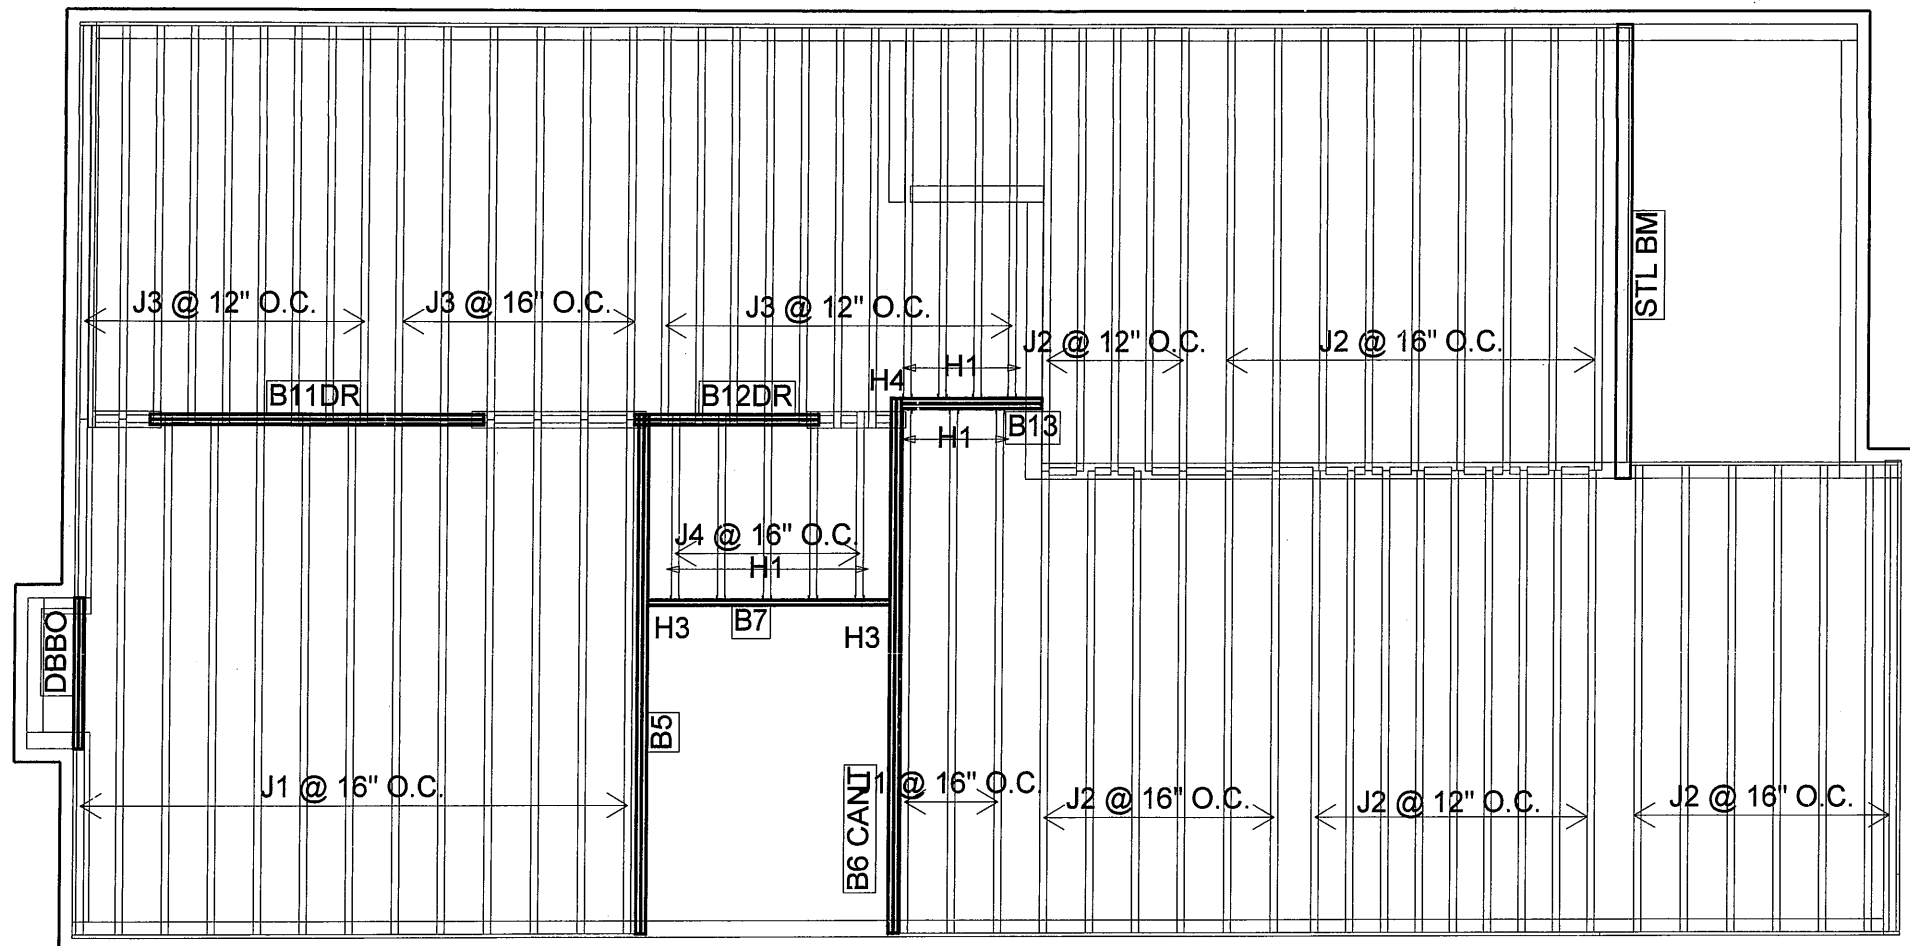 J3 @ 12" O.C.
J3 @ 16" O.C.
J3 @ 12" O.C.
J2 @ 12" O.C.
J2 @ 16" O.C.
STL BM
B11DR
B12DR
H4
H1
H1
B13
J4 @ 16" O.C.
H1
H3
B7
H3
DBBO
B5
B6 CANT
J1 @ 16" O.C.
J1 @ 16" O.C.
J2 @ 16" O.C.
J2 @ 12" O.C.
J2 @ 16" O.C.